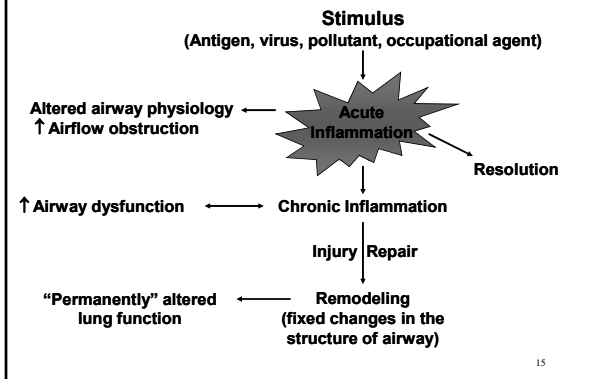 Stimulus
(Antigen, virus, pollutant, occupational agent)
Altered airway physiology
↑ Airflow obstruction
Acute
Inflammation
Resolution
↑ Airway dysfunction
Chronic Inflammation
Injury Repair
“Permanently” altered
lung function
Remodeling
(fixed changes in the
structure of airway)
15